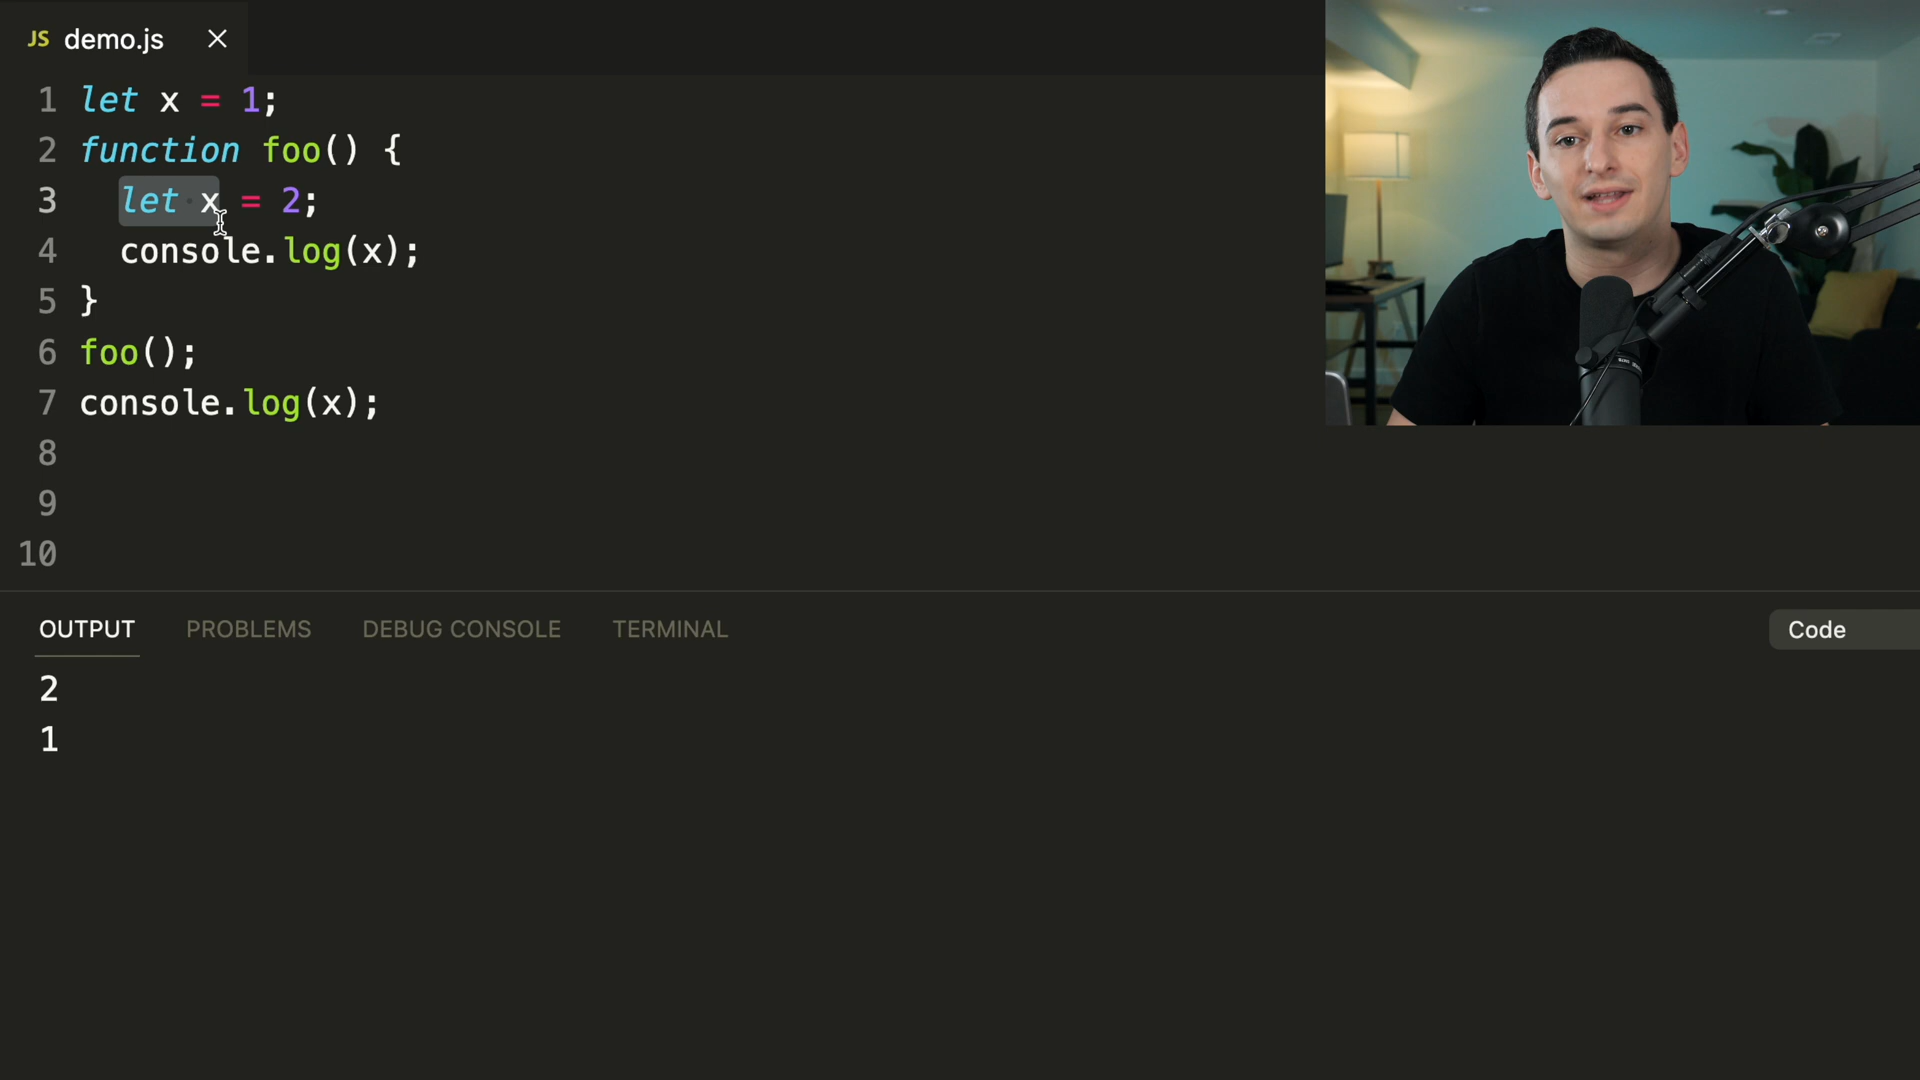 JS demo.js
1 let x = 1;
2 function foo() {
3 let x = 2;
4 console.log(x);
5 }
6 foo();
7 console.log(x);
8
9
10
OUTPUT PROBLEMS DEBUG CONSOLE TERMINAL Code
2
1